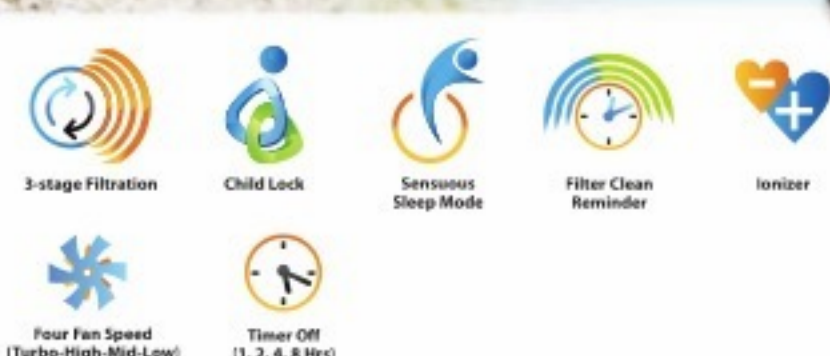 3-stage Filtration
Child Lock
Sensuous
Sleep Mode
Filter Clean
Reminder
Ionizer
Four Fan Speed
(Turbo-High-Mid-Low)
Timer Off
(1, 2, 4, 8 Hrs)